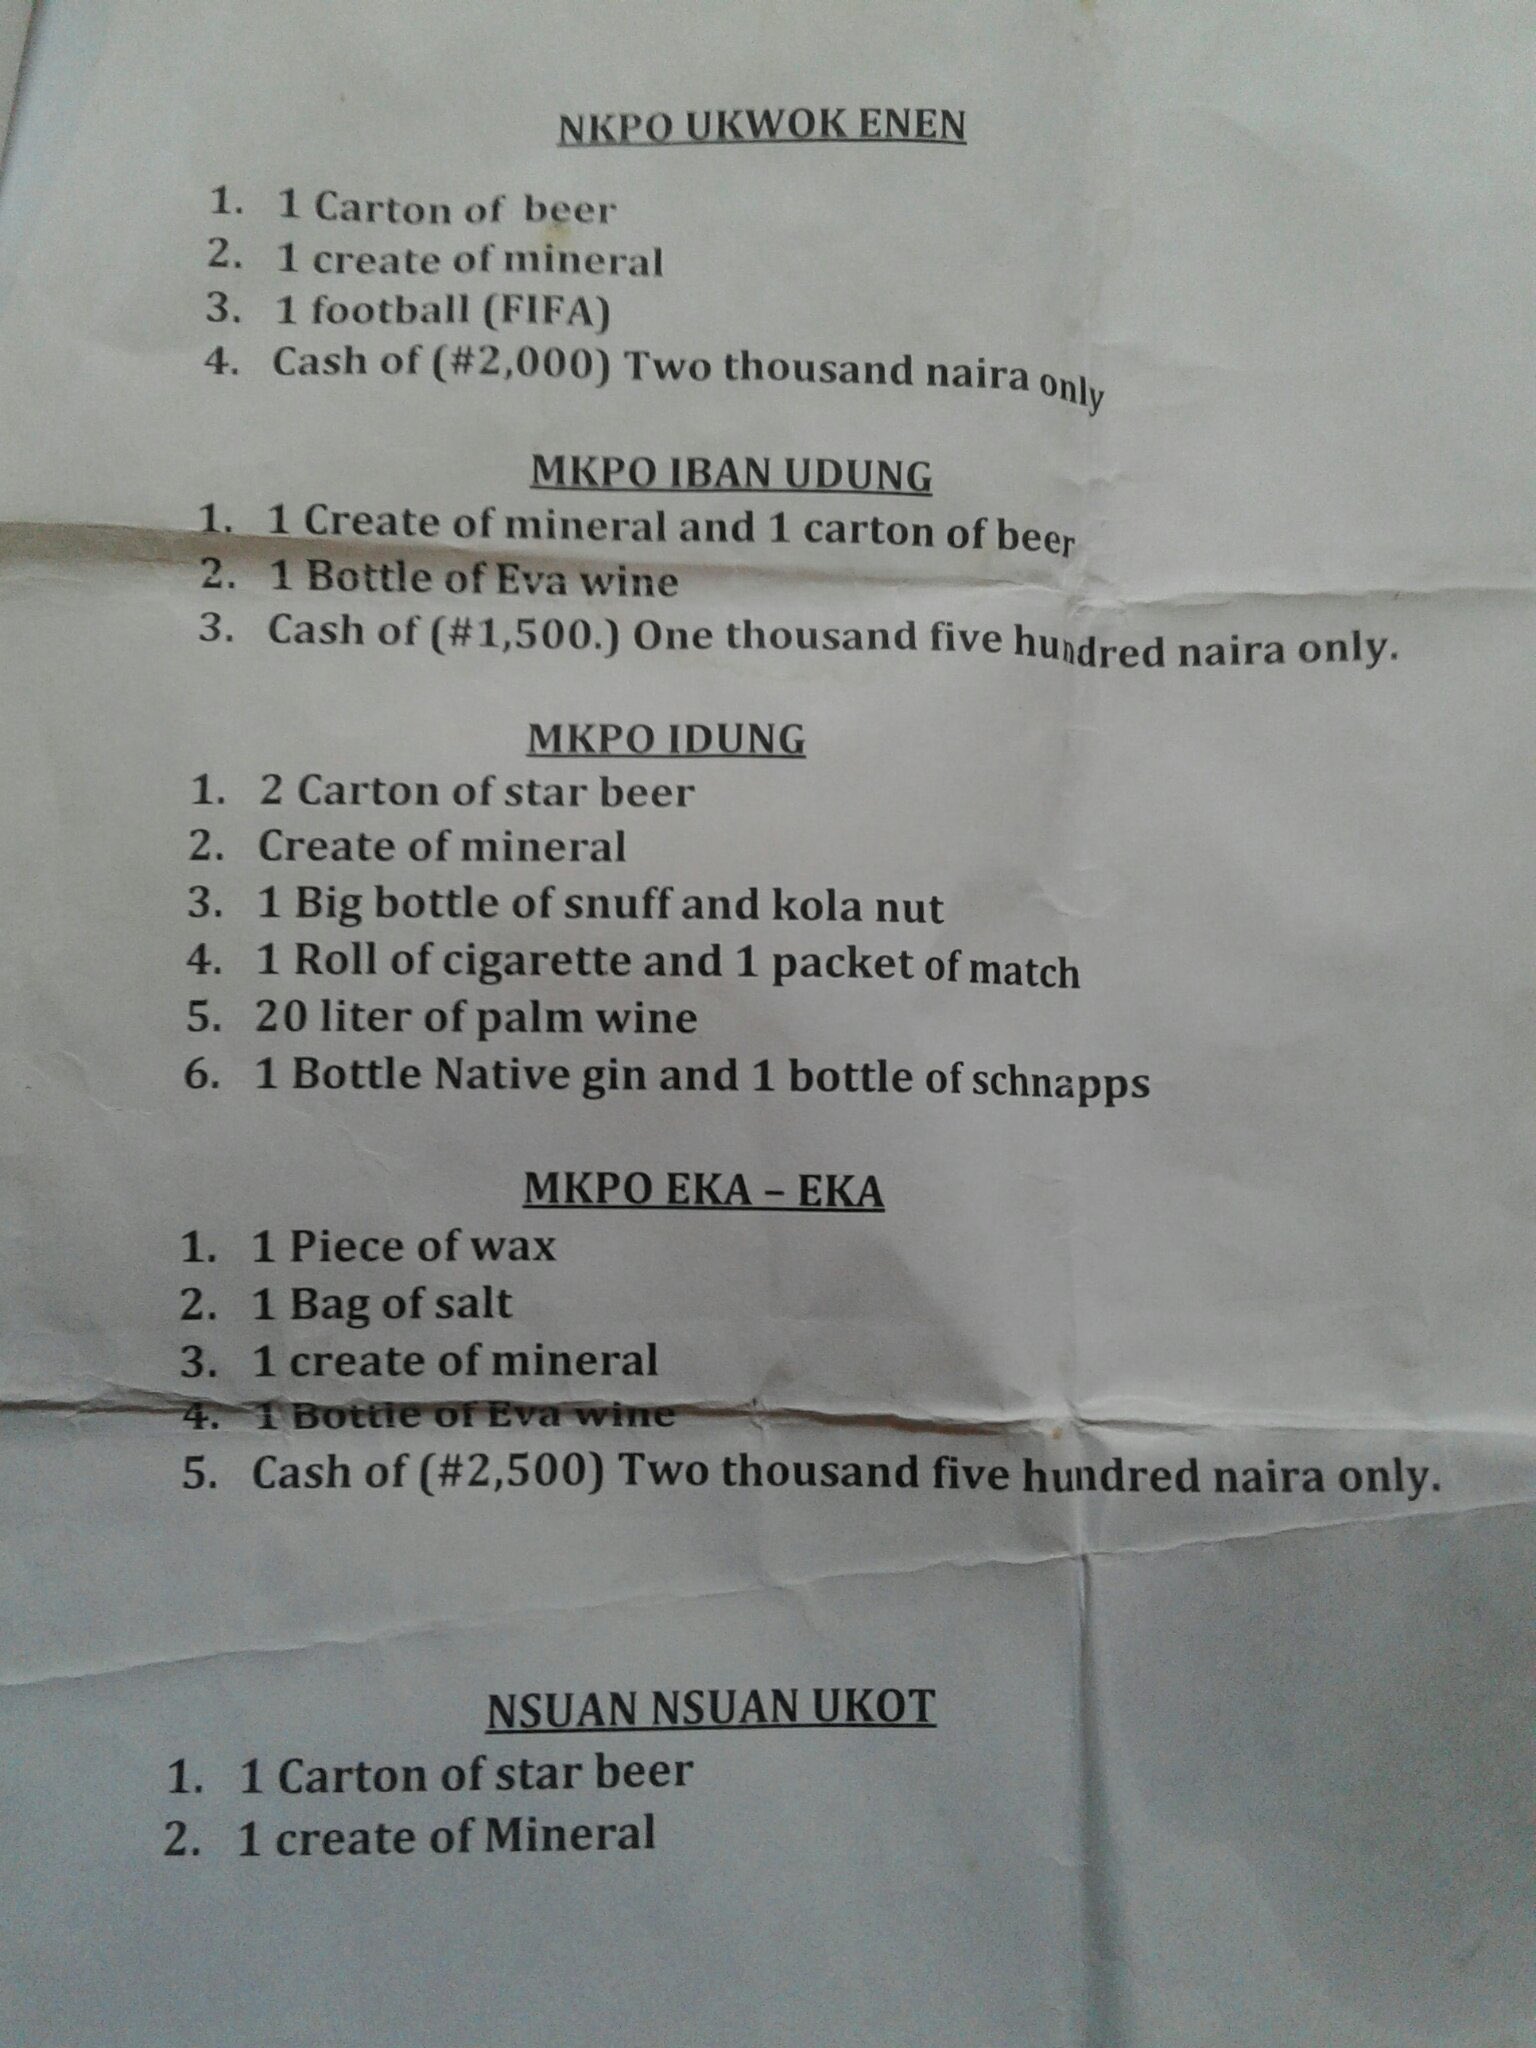 NKPO UKWOK ENEN
1. 1 Carton of beer
2. 1 create of mineral
3. 1 football (FIFA)
4. Cash of (#2,000) Two thousand naira only
MKPO IBAN UDUNG
1. 1 Create of mineral and 1 carton of beer
2. 1 Bottle of Eva wine
3. Cash of (#1,500.) One thousand five hundred naira only.
MKPO IDUNG
1. 2 Carton of star beer
2. Create of mineral
3. 1 Big bottle of snuff and kola nut
4. 1 Roll of cigarette and 1 packet of match
5. 20 liter of palm wine
6. 1 Bottle Native gin and 1 bottle of schnapps
MKPO EKA – EKA
1. 1 Piece of wax
2. 1 Bag of salt
3. 1 create of mineral
4. 1 Bottle of Eva wine
5. Cash of (#2,500) Two thousand five hundred naira only.
NSUAN NSUAN UKOT
1. 1 Carton of star beer
2. 1 create of Mineral